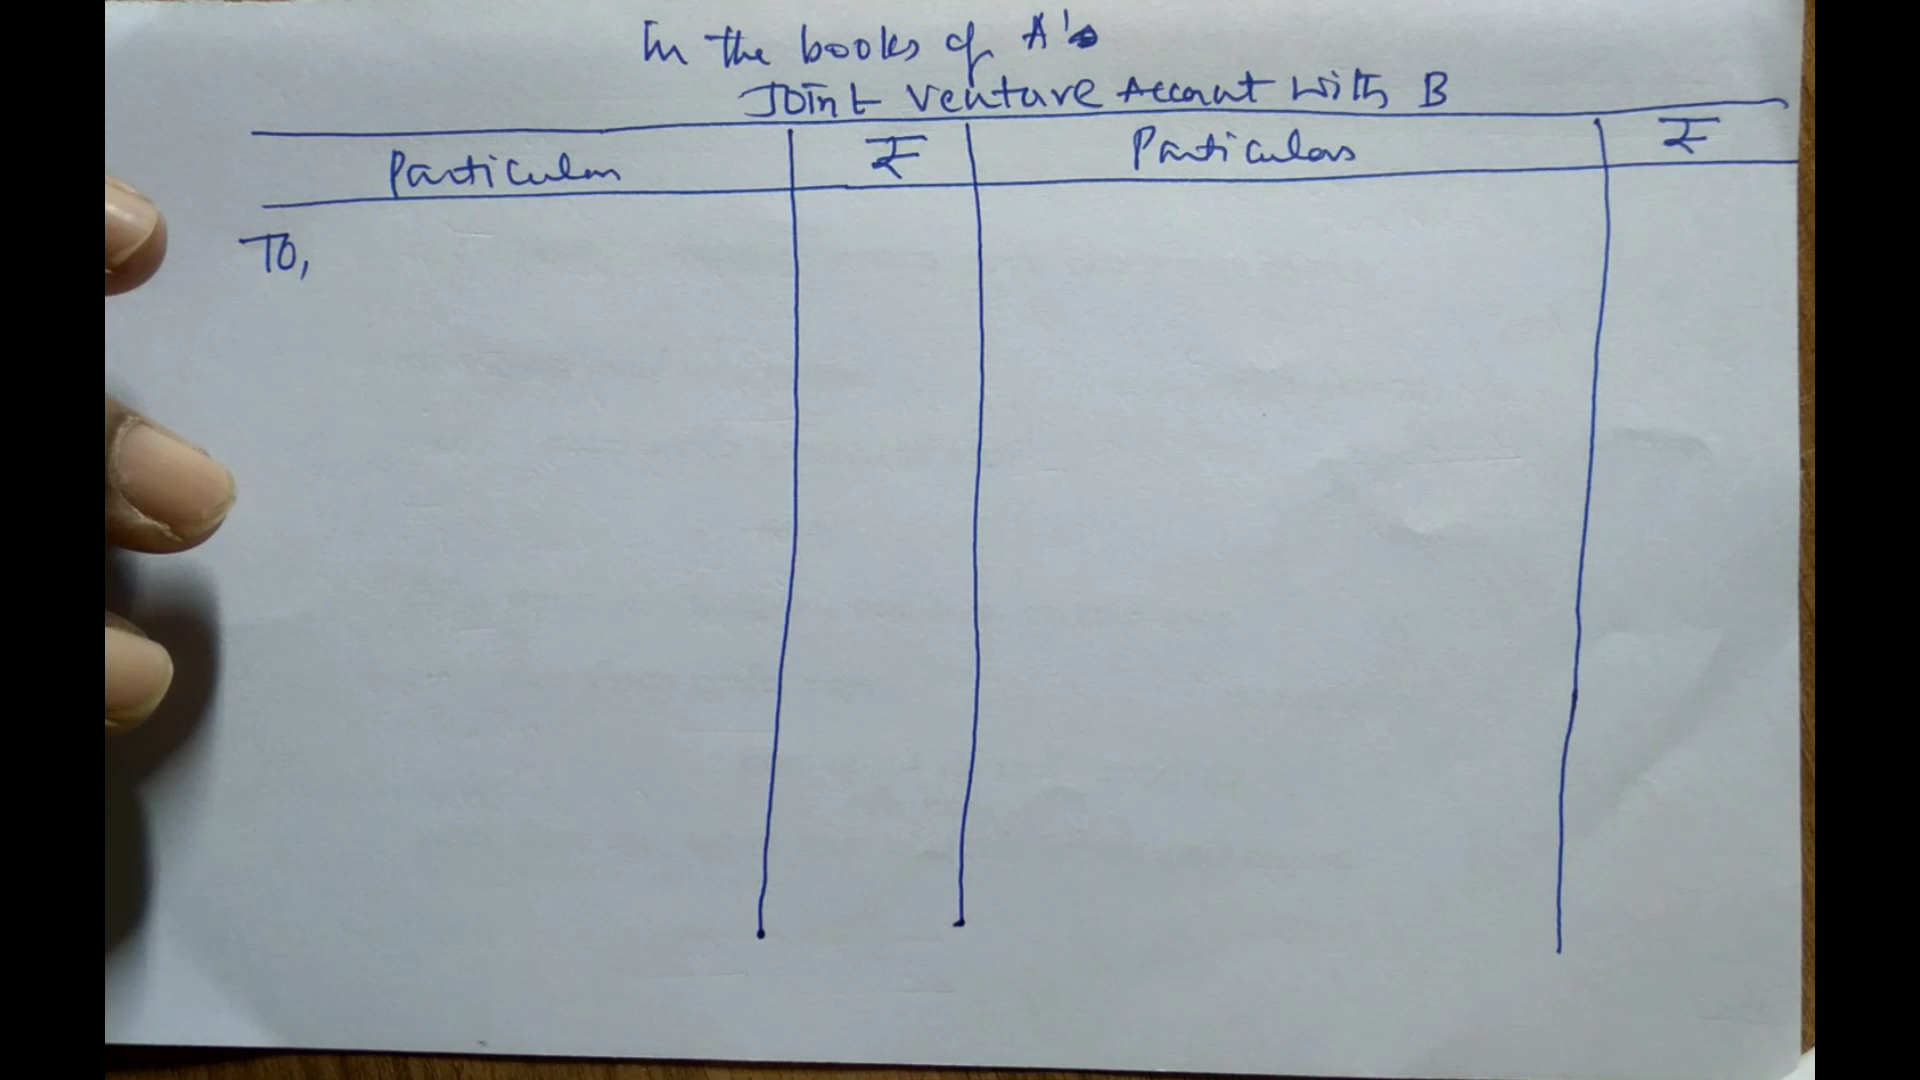 In the books of A's
Joint Venture Account with B
Particulars ₹ Particulars ₹
To,